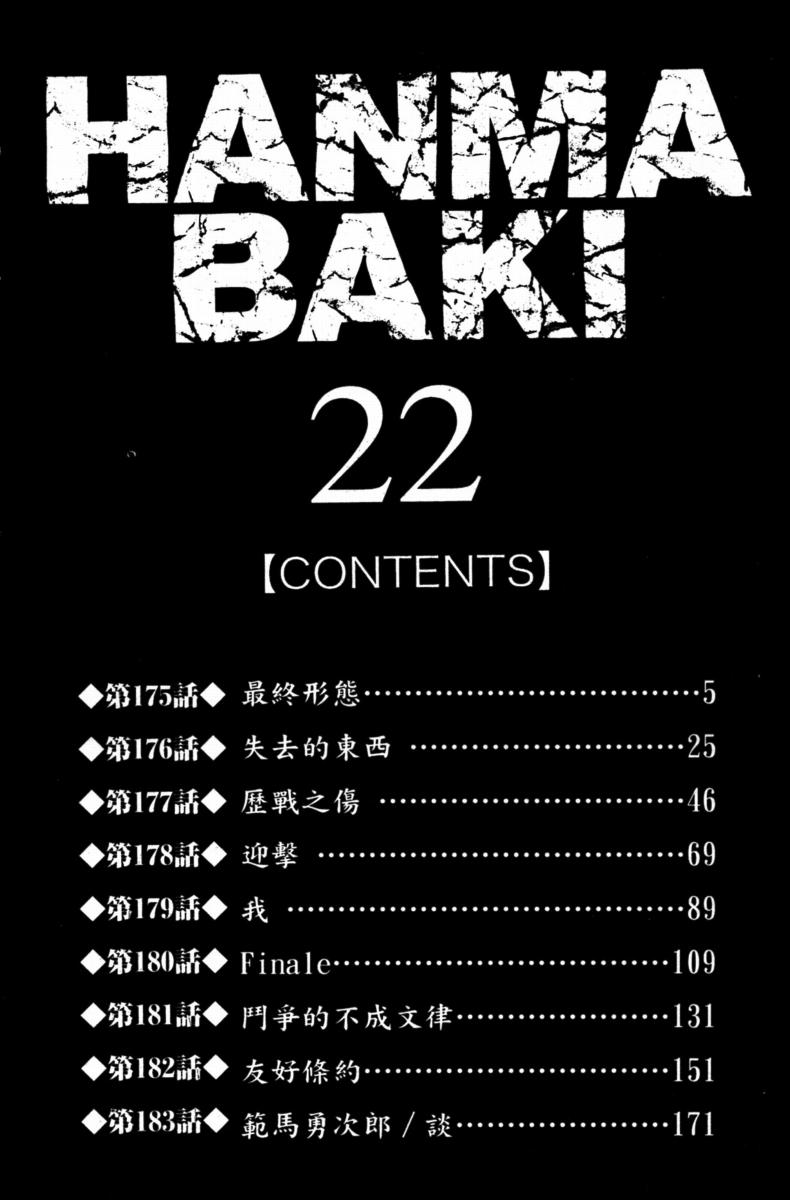 HANMA
BAKI
22
【CONTENTS】
◆第175話◆ 最終形態………………………………5
◆第176話◆ 失去的東西 …………………………25
◆第177話◆ 歷戰之傷 ……………………………46
◆第178話◆ 迎擊 …………………………………69
◆第179話◆ 我 ……………………………………89
◆第180話◆ Finale………………………………109
◆第181話◆ 鬥爭的不成文律……………………131
◆第182話◆ 友好條約……………………………151
◆第183話◆ 範馬勇次郎／談……………………171